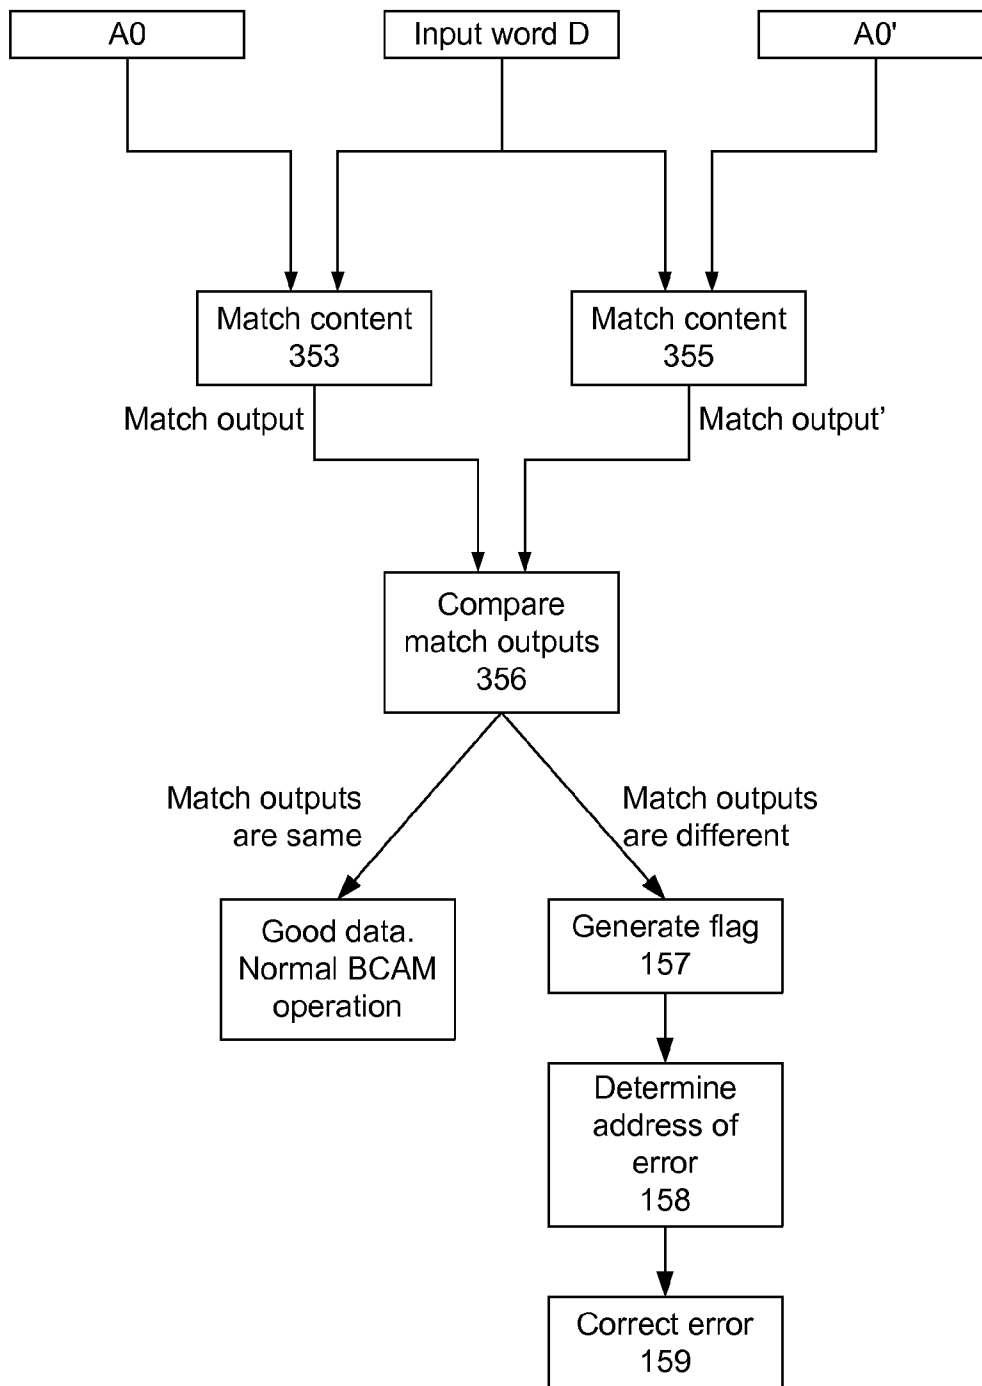 A0
Input word D
A0'
Match content
353
Match content
355
Match output
Match output’
Compare
match outputs
356
Match outputs
are same
Match outputs
are different
Good data.
Normal BCAM
operation
Generate flag
157
Determine
address of
error
158
Correct error
159